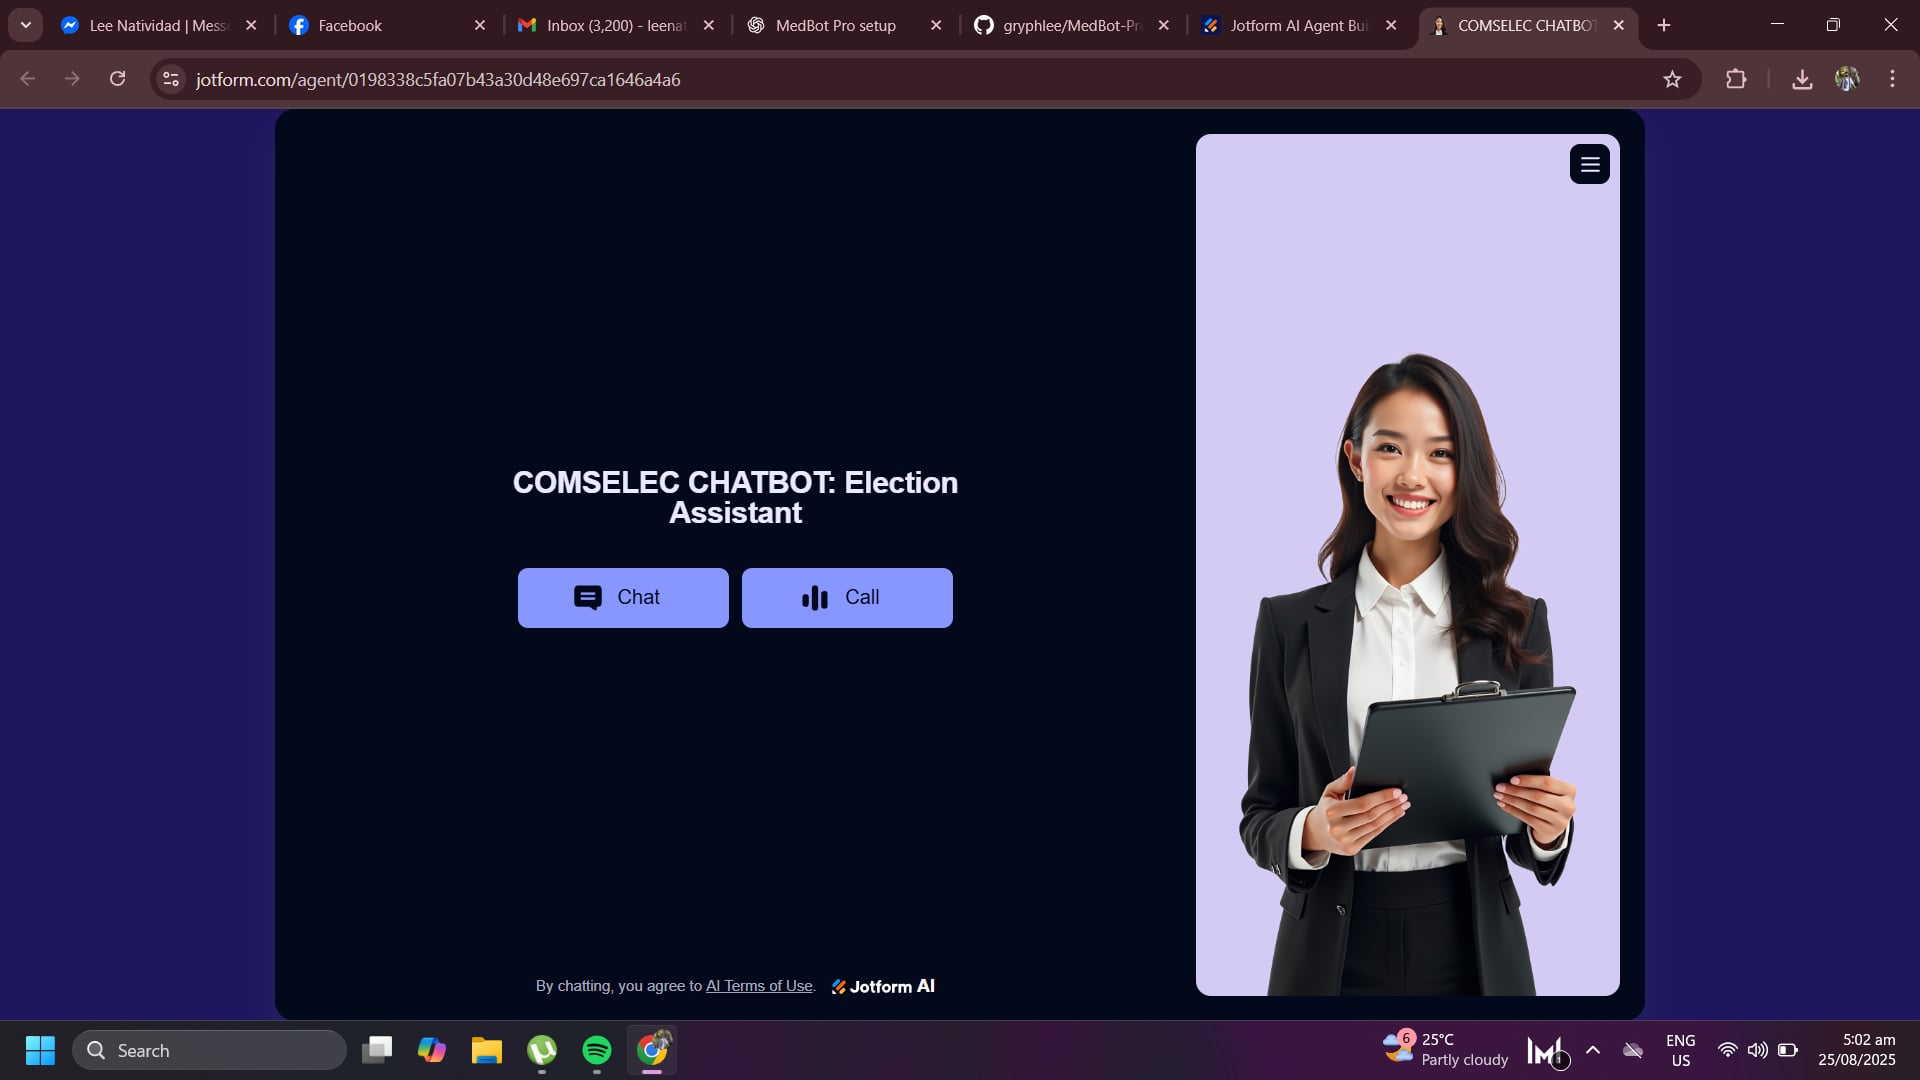 Lee Natividad | Mess
Facebook
Inbox (3,200) - leenat
MedBot Pro setup
gryphlee/MedBot-Pr
Jotform AI Agent Bui
COMSELEC CHATBOT
jotform.com/agent/0198338c5fa07b43a30d48e697ca1646a4a6
COMSELEC CHATBOT: Election
Assistant
Chat
Call
By chatting, you agree to AI Terms of Use.
Jotform AI
Search
6
25°C
Partly cloudy
1
ENG
US
5:02 am
25/08/2025